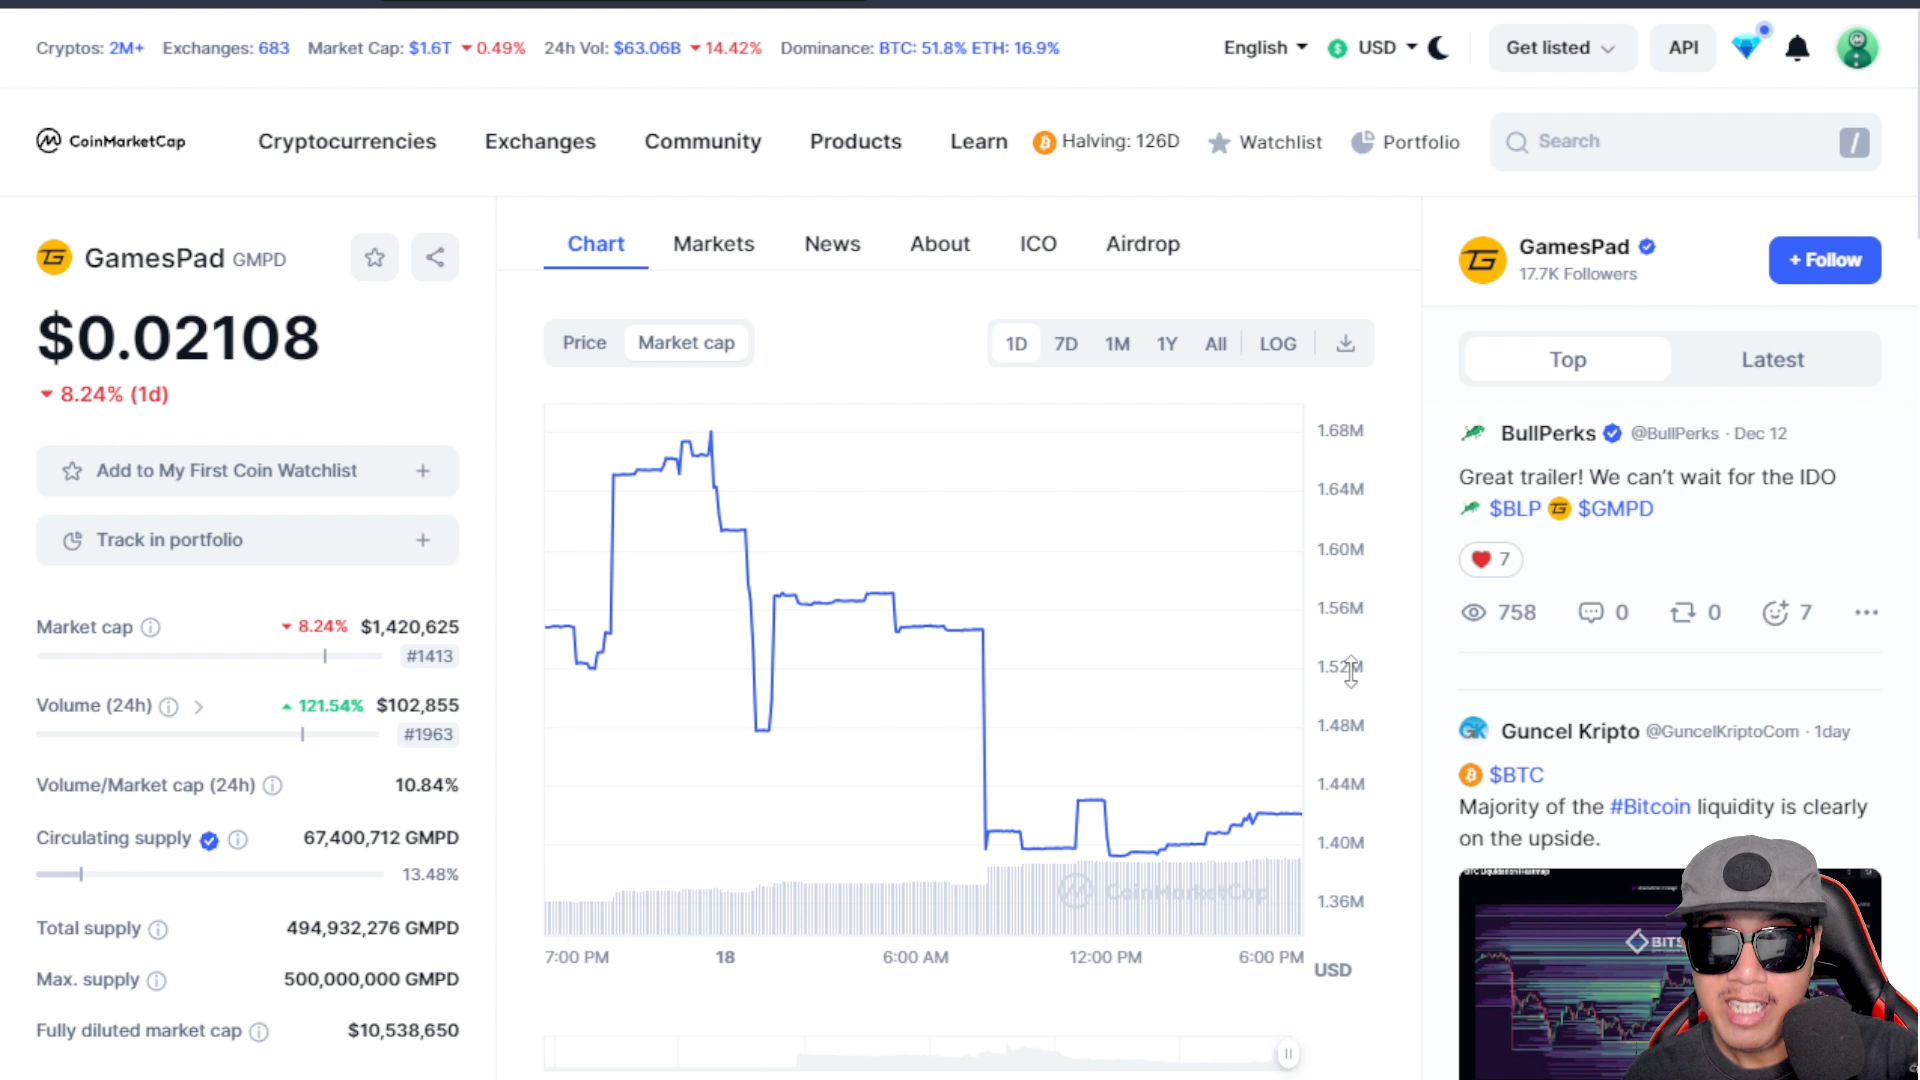 Cryptos: 2M+ Exchanges: 683 Market Cap: $1.6T 0.49% 24h Vol: $63.06B 14.42% Dominance: BTC: 51.8% ETH: 16.9%
English USD Get listed API
CoinMarketCap Cryptocurrencies Exchanges Community Products Learn Halving: 126D Watchlist Portfolio Search /
GamesPad GMPD
$0.02108
8.24% (1d)
Add to My First Coin Watchlist +
Track in portfolio +
Market cap 8.24% $1,420,625
#1413
Volume (24h) 121.54% $102,855
#1963
Volume/Market cap (24h) 10.84%
Circulating supply 67,400,712 GMPD
13.48%
Total supply 494,932,276 GMPD
Max. supply 500,000,000 GMPD
Fully diluted market cap $10,538,650
Chart Markets News About ICO Airdrop
Price Market cap 1D 7D 1M 1Y All LOG
1.68M
1.64M
1.60M
1.56M
1.52M
1.48M
1.44M
1.40M
1.36M
CoinMarketCap
7:00 PM 18 6:00 AM 12:00 PM 6:00 PM
USD
GamesPad
17.7K Followers
+ Follow
Top Latest
BullPerks @BullPerks · Dec 12
Great trailer! We can't wait for the IDO
$BLP $GMPD
7
758 0 0 7
Guncel Kripto @GuncelKriptoCom · 1day
$BTC
Majority of the #Bitcoin liquidity is clearly
on the upside.
BTC Liquidation Heatmap